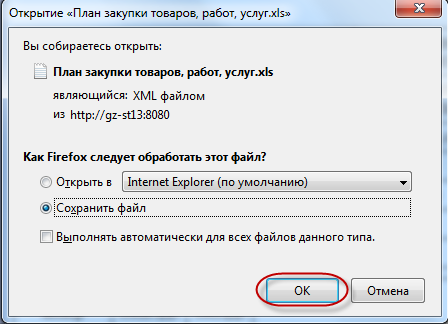 Открытие «План закупки товаров, работ, услуг.xls»
Вы собираетесь открыть:
План закупки товаров, работ, услуг.xls
являющийся: XML файлом
из http://gz-st13:8080
Как Firefox следует обработать этот файл?
Открыть в Internet Explorer (по умолчанию)
Сохранить файл
Выполнять автоматически для всех файлов данного типа.
ОК Отмена